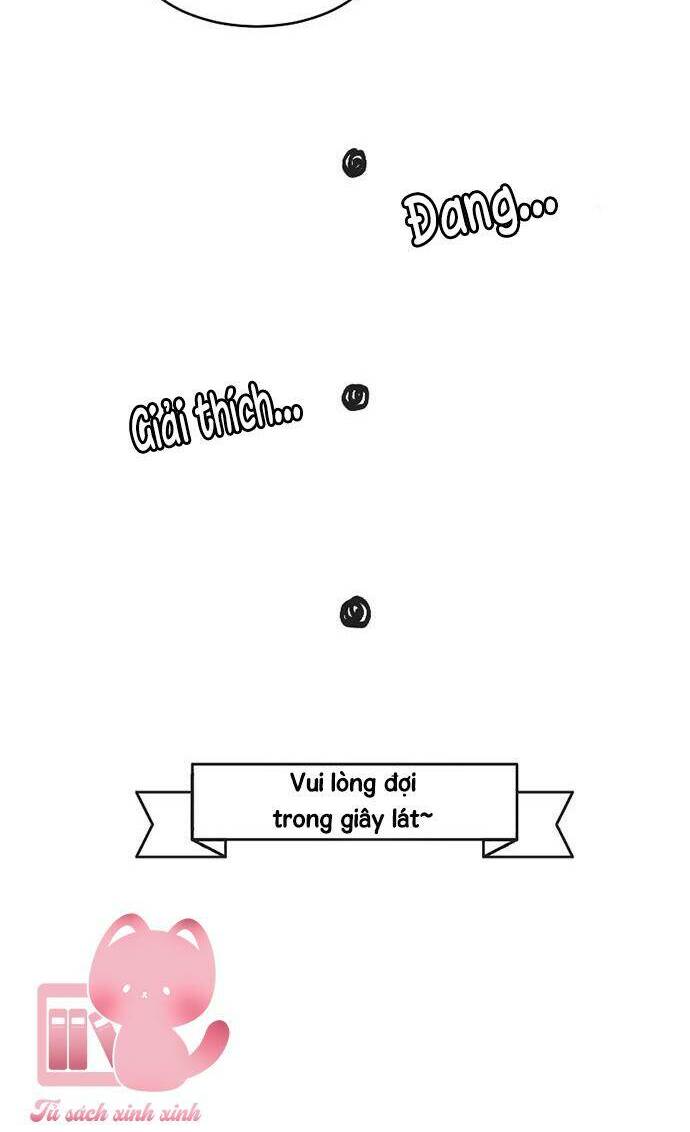 Đang...
Giải thích...
Vui lòng đợi
trong giây lát~
Tủ sách xinh xinh